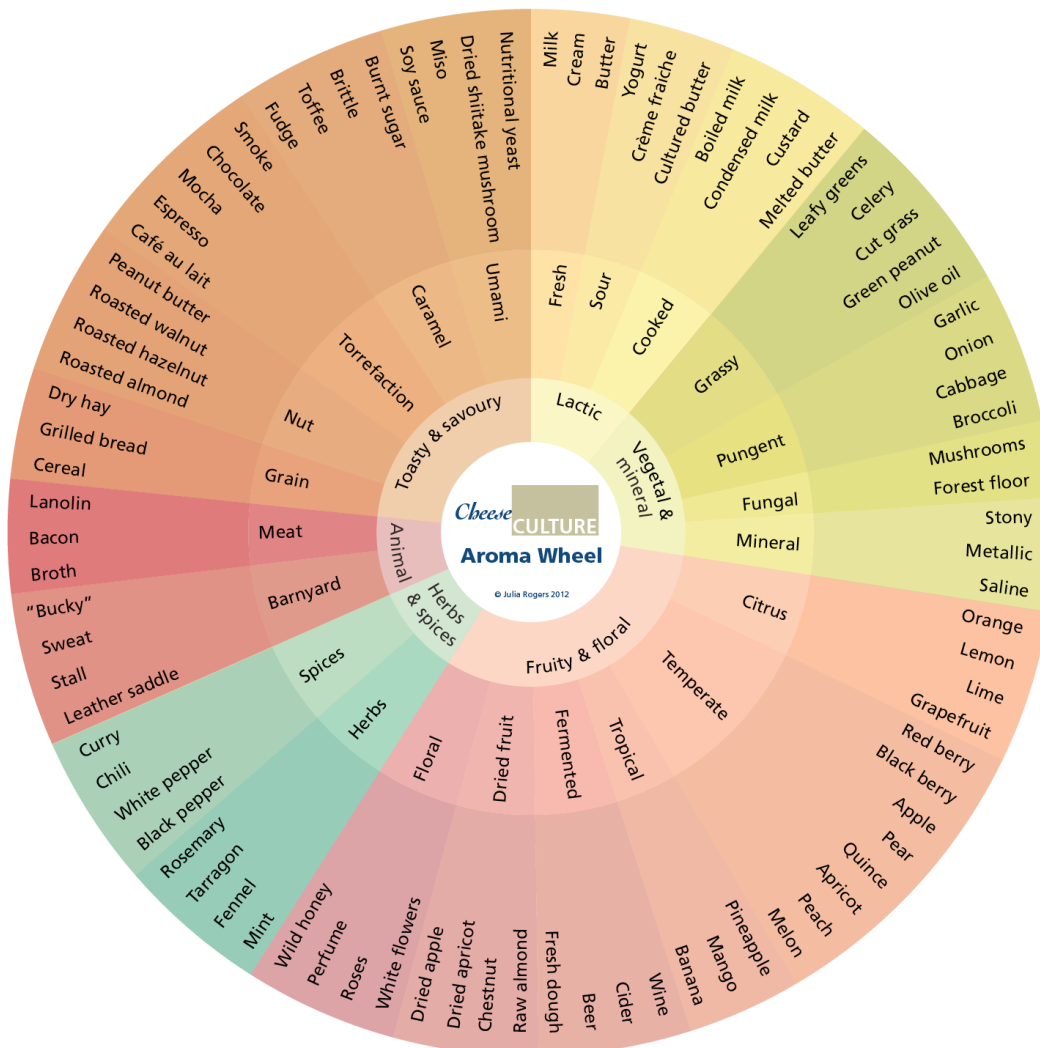 Cheese
CULTURE
Aroma Wheel
© Julia Rogers 2012
Lactic
Fresh
Milk
Cream
Butter
Sour
Yogurt
Crème fraiche
Cultured butter
Cooked
Boiled milk
Condensed milk
Custard
Melted butter
Vegetal &
mineral
Grassy
Leafy greens
Celery
Cut grass
Green peanut
Olive oil
Pungent
Garlic
Onion
Cabbage
Broccoli
Fungal
Mushrooms
Forest floor
Mineral
Stony
Metallic
Saline
Fruity & floral
Citrus
Orange
Lemon
Lime
Grapefruit
Temperate
Red berry
Black berry
Apple
Pear
Quince
Apricot
Peach
Melon
Tropical
Pineapple
Mango
Banana
Fermented
Wine
Cider
Beer
Fresh dough
Dried fruit
Raw almond
Chestnut
Dried apricot
Dried apple
Floral
White flowers
Roses
Perfume
Wild honey
Herbs
& spices
Herbs
Mint
Fennel
Tarragon
Rosemary
Spices
Black pepper
White pepper
Chili
Curry
Animal
Barnyard
Leather saddle
Stall
Sweat
“Bucky”
Meat
Broth
Bacon
Lanolin
Toasty & savoury
Grain
Cereal
Grilled bread
Dry hay
Nut
Roasted almond
Roasted hazelnut
Roasted walnut
Peanut butter
Torrefaction
Café au lait
Espresso
Mocha
Chocolate
Smoke
Caramel
Fudge
Toffee
Brittle
Burnt sugar
Umami
Soy sauce
Miso
Dried shiitake mushroom
Nutritional yeast